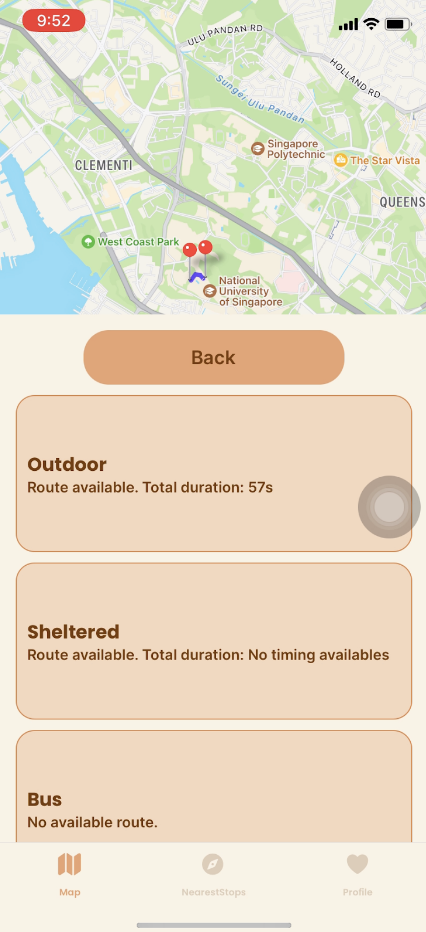 9:52
ULU PANDAN RD
HOLLAND RD
Sungei Ulu Pandan
Singapore
Polytechnic
The Star Vista
CLEMENTI
QUEENS
West Coast Park
National
University
of Singapore
Back
Outdoor
Route available. Total duration: 57s
Sheltered
Route available. Total duration: No timing availables
Bus
No available route.
Map
NearestStops
Profile